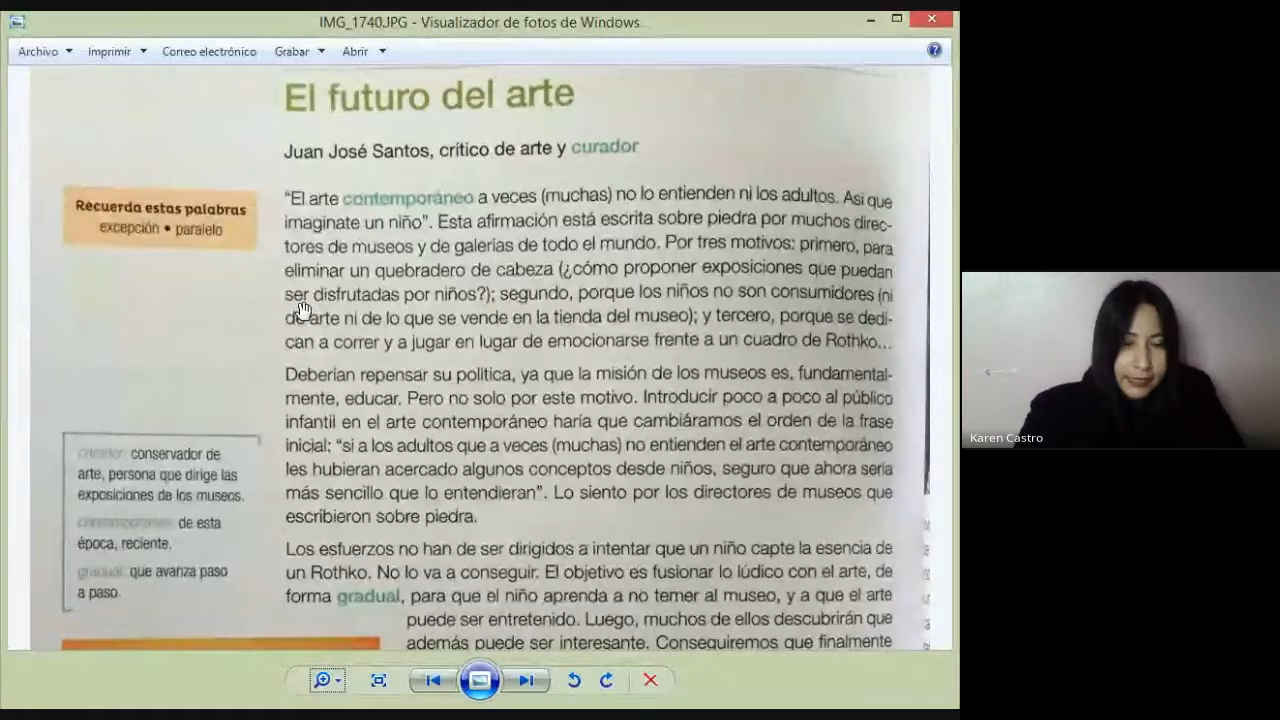 IMG_1740.JPG - Visualizador de fotos de Windows
Archivo Imprimir Correo electrónico Grabar Abrir
El futuro del arte
Juan José Santos, crítico de arte y curador
Recuerda estas palabras
excepción • paralelo
“El arte contemporáneo a veces (muchas) no lo entienden ni los adultos. Así que
imagínate un niño”. Esta afirmación está escrita sobre piedra por muchos direc-
tores de museos y de galerías de todo el mundo. Por tres motivos: primero, para
eliminar un quebradero de cabeza (¿cómo proponer exposiciones que puedan
ser disfrutadas por niños?); segundo, porque los niños no son consumidores (ni
de arte ni de lo que se vende en la tienda del museo); y tercero, porque se dedi-
can a correr y a jugar en lugar de emocionarse frente a un cuadro de Rothko...
Deberían repensar su política, ya que la misión de los museos es, fundamental-
mente, educar. Pero no solo por este motivo. Introducir poco a poco al público
infantil en el arte contemporáneo haría que cambiáramos el orden de la frase
inicial: “si a los adultos que a veces (muchas) no entienden el arte contemporáneo
les hubieran acercado algunos conceptos desde niños, seguro que ahora sería
más sencillo que lo entendieran”. Lo siento por los directores de museos que
escribieron sobre piedra.
curador: conservador de
arte, persona que dirige las
exposiciones de los museos.
contemporáneo: de esta
época, reciente.
gradual: que avanza paso
a paso.
Los esfuerzos no han de ser dirigidos a intentar que un niño capte la esencia de
un Rothko. No lo va a conseguir. El objetivo es fusionar lo lúdico con el arte, de
forma gradual, para que el niño aprenda a no temer al museo, y a que el arte
puede ser entretenido. Luego, muchos de ellos descubrirán que
además puede ser interesante. Conseguiremos que finalmente
Karen Castro